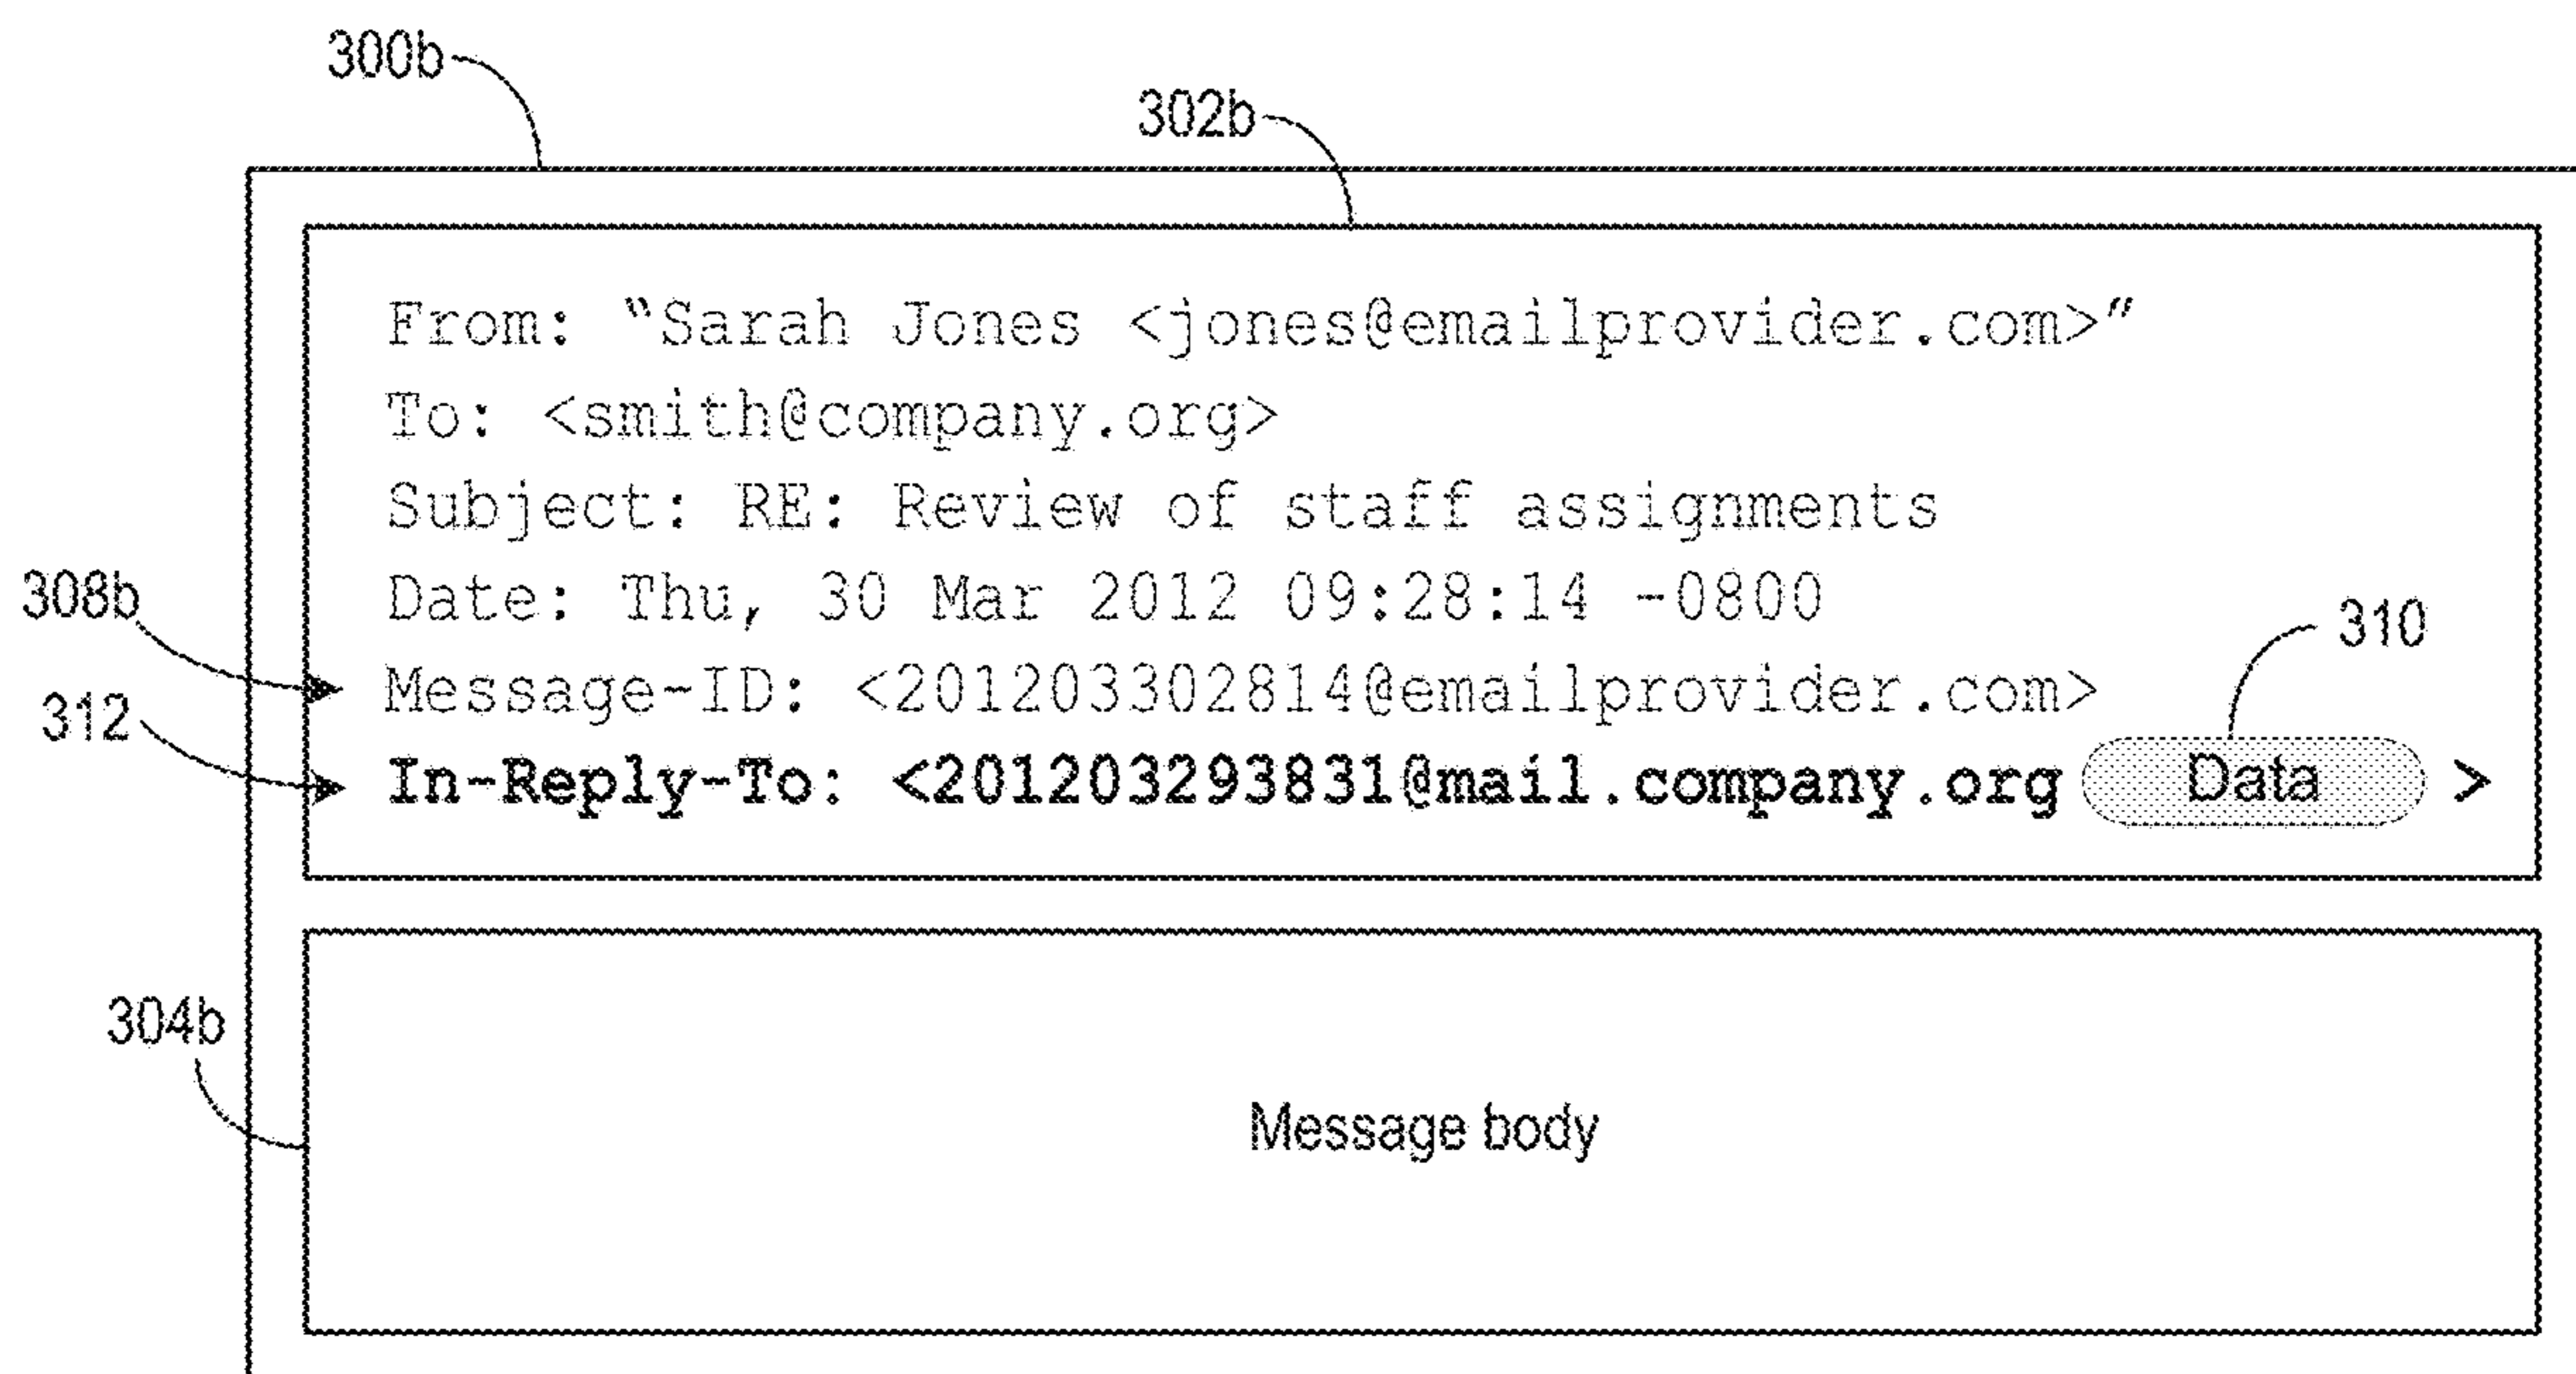 300b
302b
From: “Sarah Jones <jones@emailprovider.com>”
To: <smith@company.org>
Subject: RE: Review of staff assignments
308b
Date: Thu, 30 Mar 2012 09:28:14 -0800
310
Message-ID: <201203302814@emailprovider.com>
312
In-Reply-To: <201203293831@mail.company.org Data >
304b
Message body